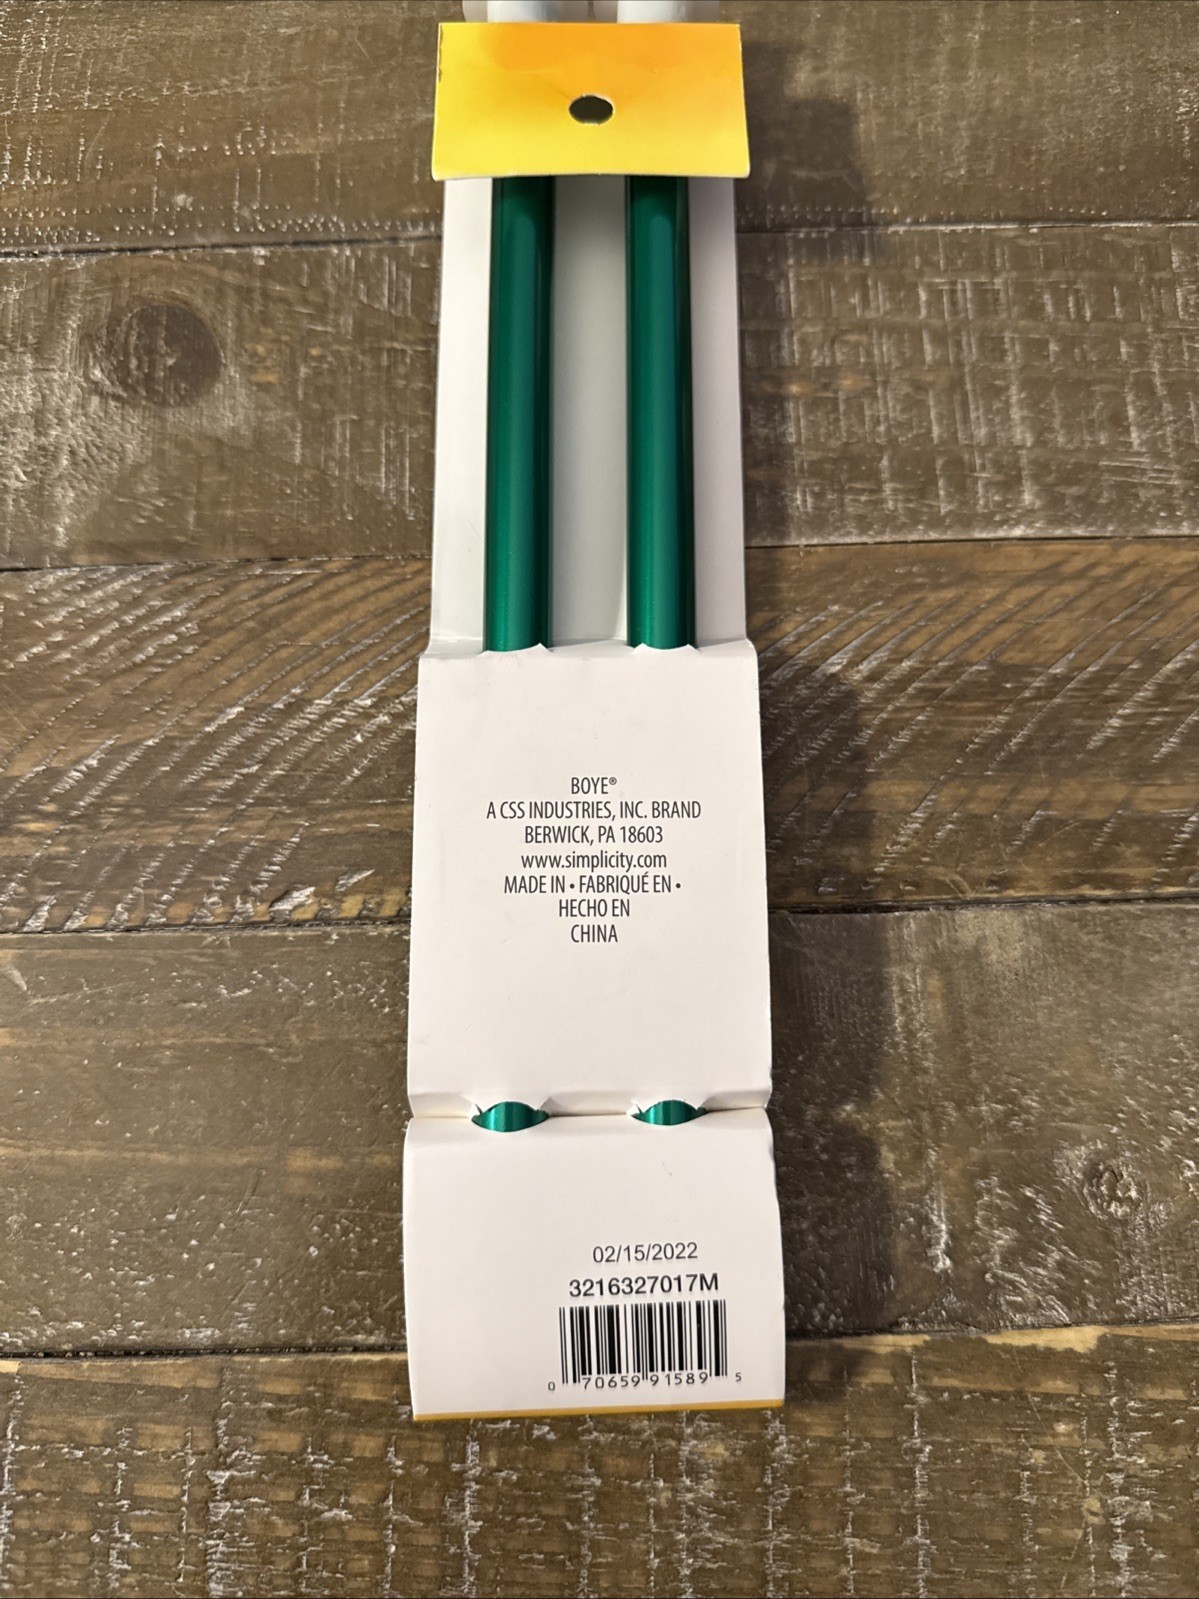 BOYE®
A CSS INDUSTRIES, INC. BRAND
BERWICK, PA 18603
www.simplicity.com
MADE IN • FABRIQUÉ EN •
HECHO EN
CHINA
02/15/2022
3216327017M
0 70659 91589 5